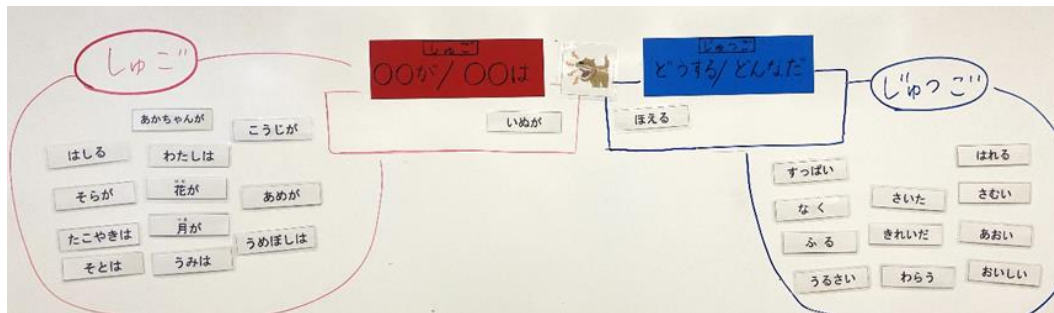 しゅご
しゅご
〇〇が/〇〇は
じゅつご
どうする/どんなだ
じゅつご
いぬが
ほえる
あかちゃんが
こうじが
はしる
わたしは
そらが
花が
あめが
たこやきは
月が
うめぼしは
そとは
うみは
すっぱい
はれる
なく
さいた
さむい
ふる
きれいだ
あおい
うるさい
わらう
おいしい